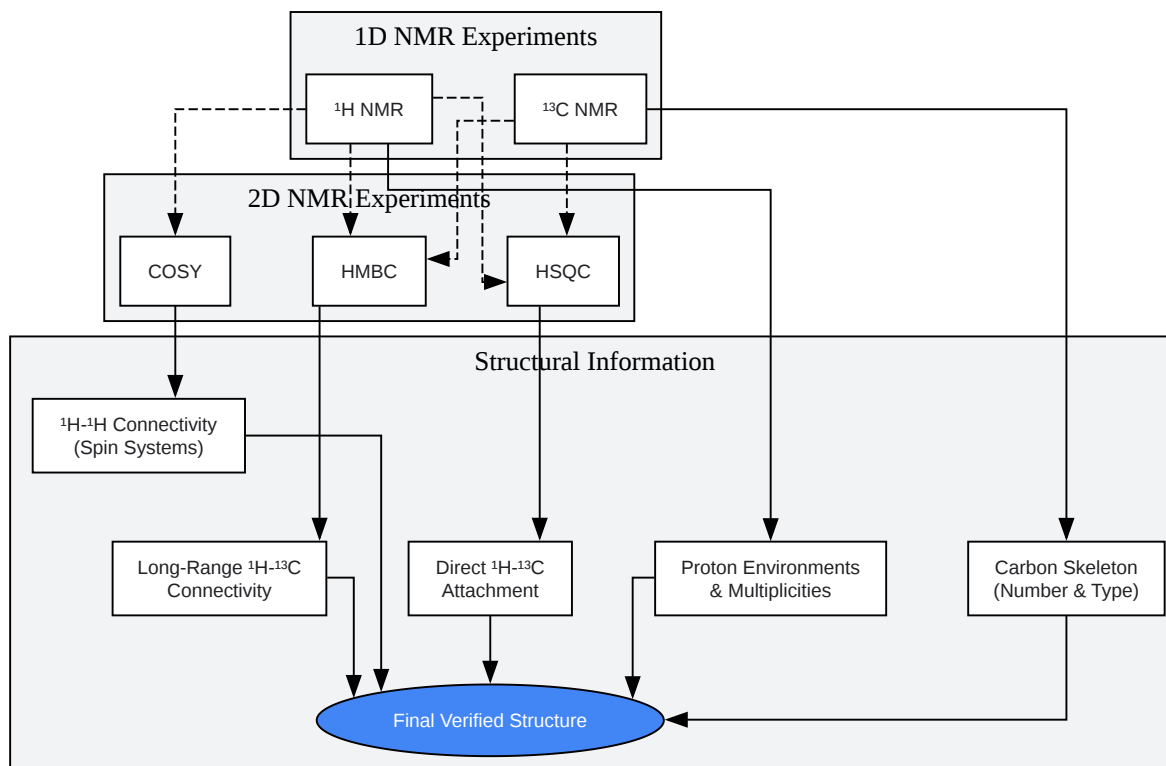 1D NMR Experiments
¹H NMR
¹³C NMR
2D NMR Experiments
COSY
HMBC
HSQC
Structural Information
¹H-¹H Connectivity
(Spin Systems)
Long-Range ¹H-¹³C
Connectivity
Direct ¹H-¹³C
Attachment
Proton Environments
& Multiplicities
Carbon Skeleton
(Number & Type)
Final Verified Structure